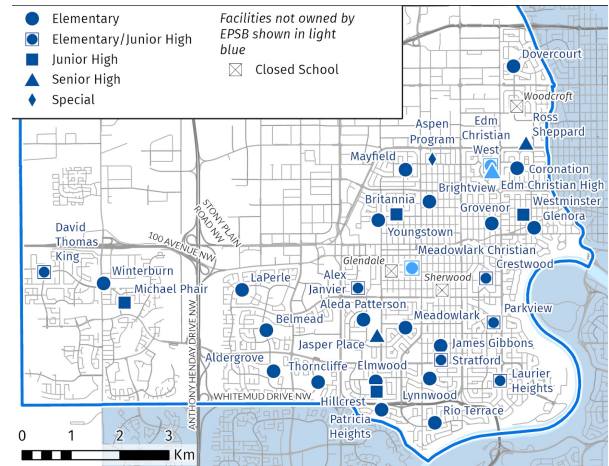 Elementary
Elementary/Junior High
Junior High
Senior High
Special
Facilities not owned by
EPSB shown in light
blue
Closed School
Dovercourt
Woodcroft
Ross
Sheppard
Edm
Christian
West
Aspen
Program
Mayfield
Coronation
Brightview
Edm Christian High
Britannia
Grovenor
Westminster
Glenora
Youngstown
STONY PLAIN
ROAD NW
100 AVENUE NW
David
Thomas
King
Meadowlark Christian
Crestwood
Glendale
Sherwood
Winterburn
Michael Phair
LaPerle
Alex
Janvier
Aleda Patterson
Meadowlark
Parkview
Belmead
Jasper Place
James Gibbons
Stratford
Aldergrove
Thorncliffe
Elmwood
Laurier
Heights
Lynnwood
ANTHONY HENDAY DRIVE NW
WHITEMUD DRIVE NW
Hillcrest
Patricia
Heights
Rio Terrace
0 1 2 3
Km